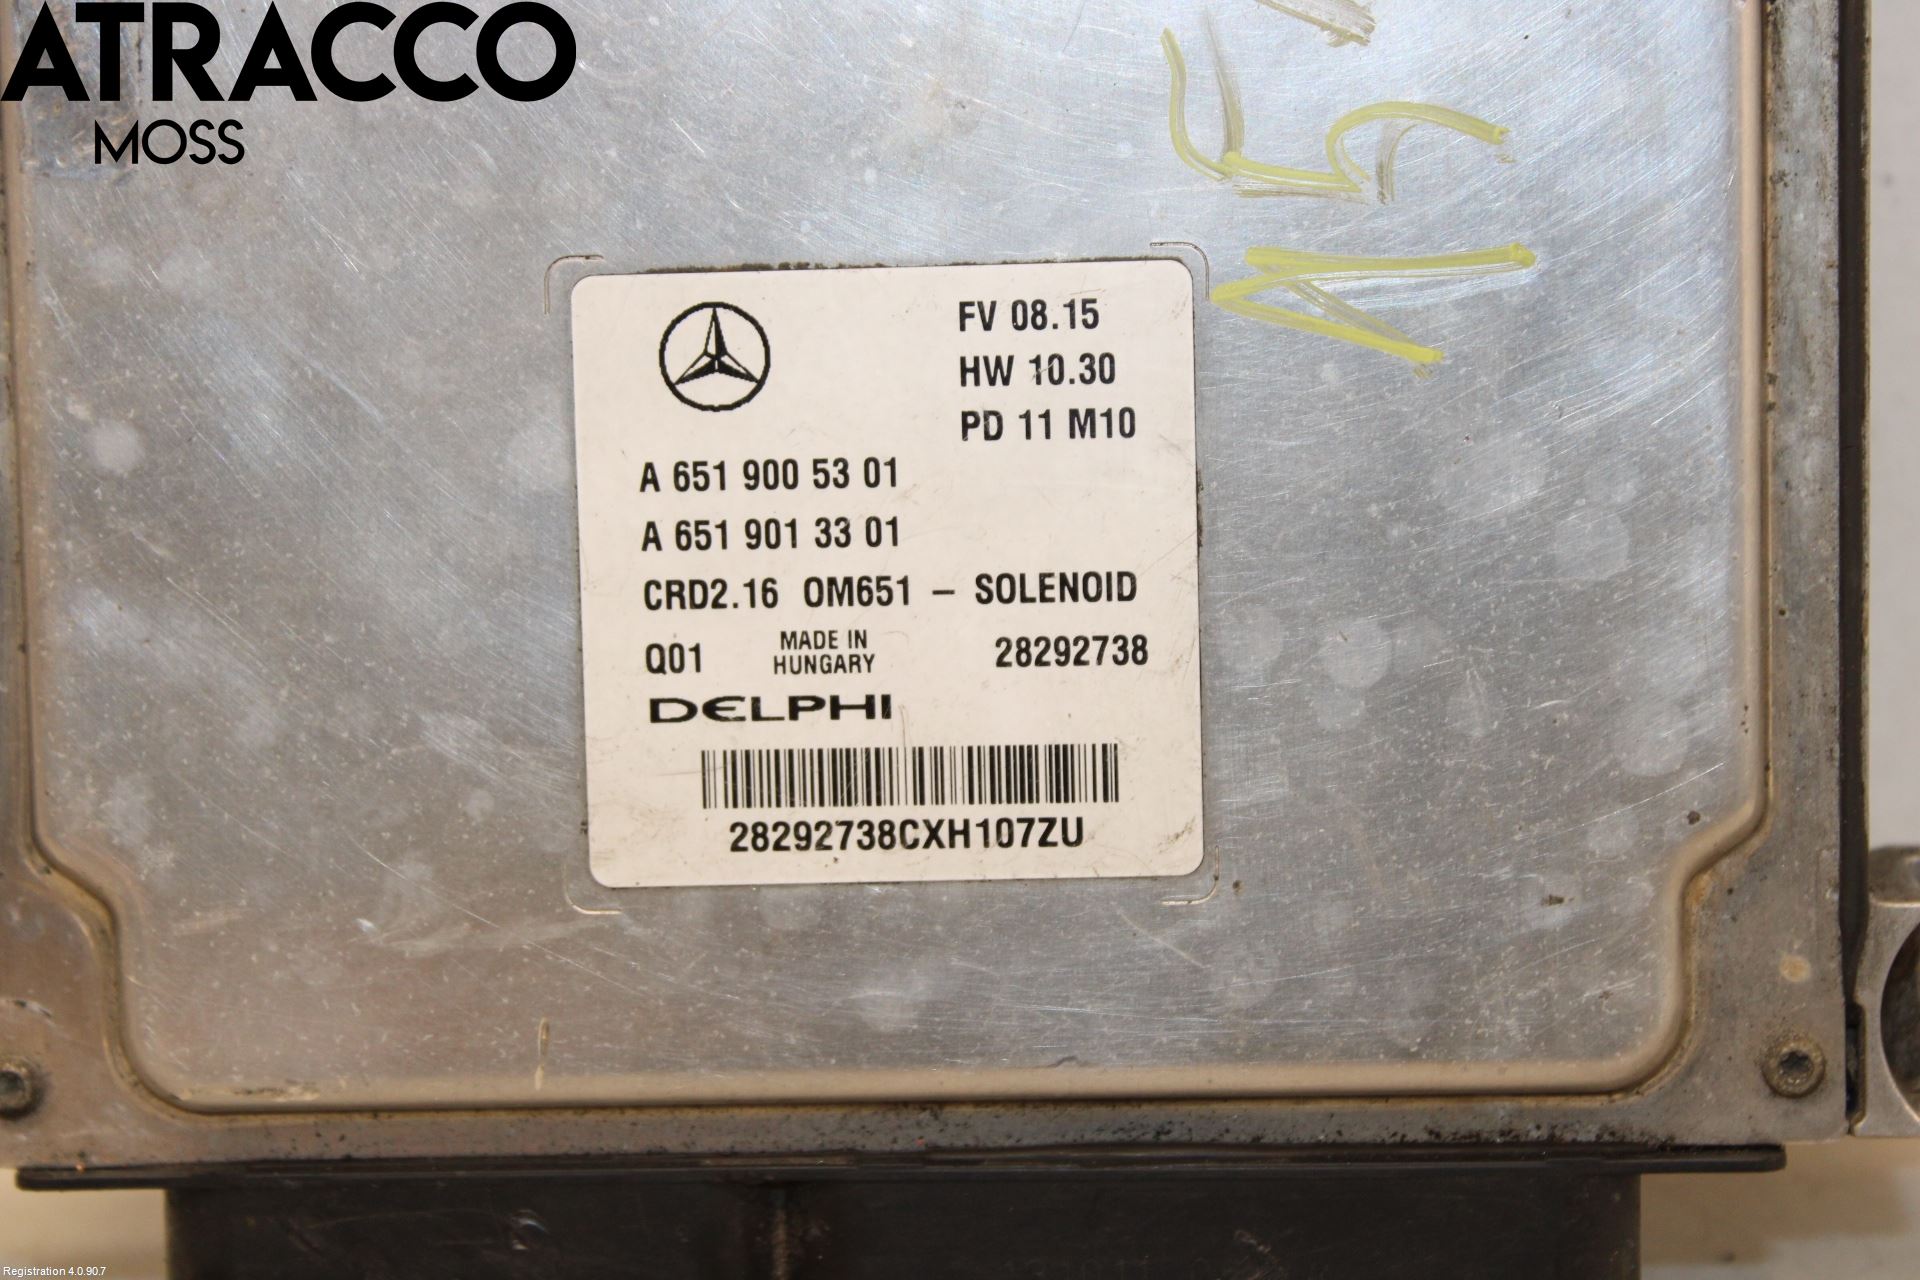 ATRACCO
MOSS
FV 08.15
HW 10.30
PD 11 M10
A 651 900 53 01
A 651 901 33 01
CRD2.16 OM651 – SOLENOID
Q01 MADE IN HUNGARY 28292738
DELPHI
28292738CXH107ZU
Registration 4.0.90.7